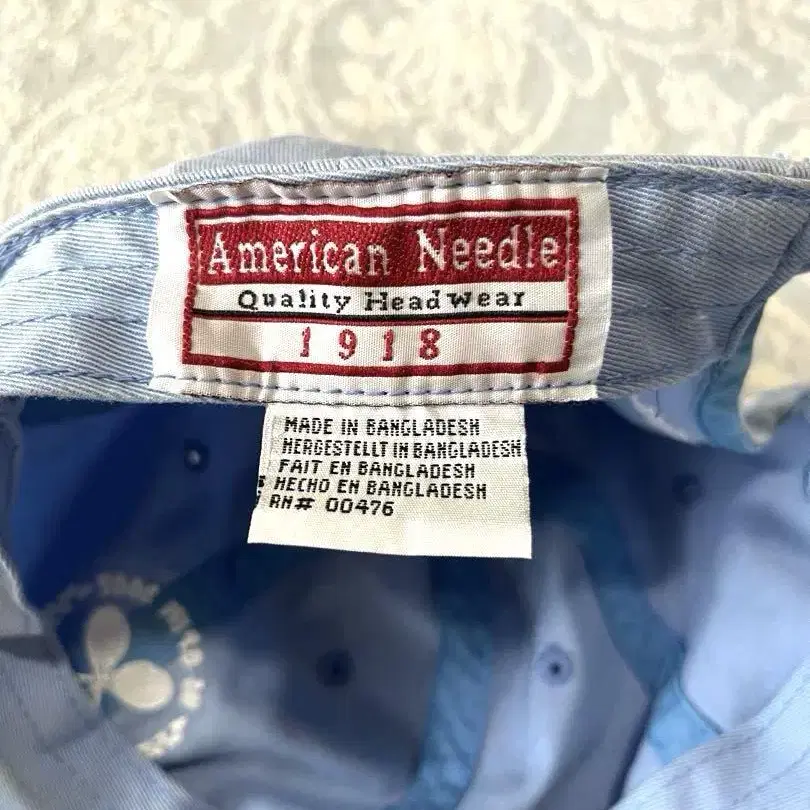 American Needle
Quality Headwear
1918
MADE IN BANGLADESH
HERGESTELLT IN BANGLADESH
FAIT EN BANGLADESH
HECHO EN BANGLADESH
RN# 00476